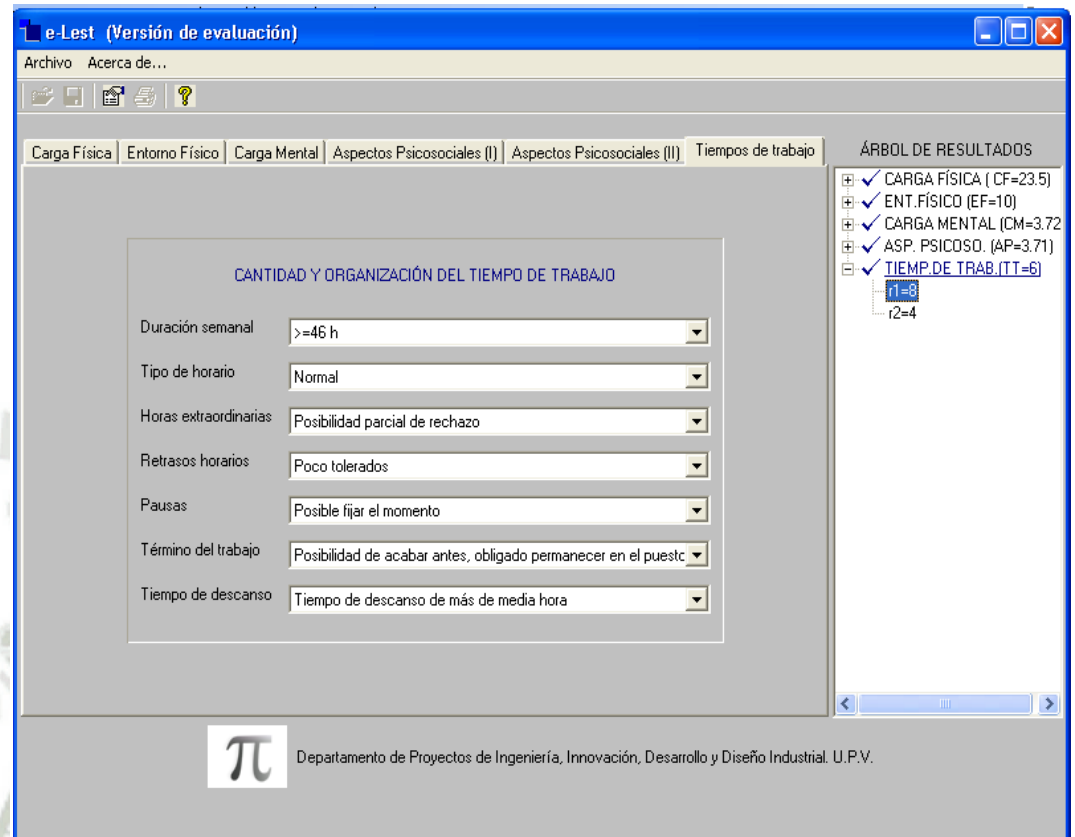 e-Lest (Versión de evaluación)
Archivo Acerca de...
Carga Física Entorno Físico Carga Mental Aspectos Psicosociales (I) Aspectos Psicosociales (II) Tiempos de trabajo
ÁRBOL DE RESULTADOS
CARGA FÍSICA ( CF=23.5)
ENT.FÍSICO (EF=10)
CARGA MENTAL (CM=3.72
ASP. PSICOSO. (AP=3.71)
TIEMP.DE TRAB.(TT=6)
r1=8
r2=4
CANTIDAD Y ORGANIZACIÓN DEL TIEMPO DE TRABAJO
Duración semanal >=46 h
Tipo de horario Normal
Horas extraordinarias Posibilidad parcial de rechazo
Retrasos horarios Poco tolerados
Pausas Posible fijar el momento
Término del trabajo Posibilidad de acabar antes, obligado permanecer en el puesto
Tiempo de descanso Tiempo de descanso de más de media hora
π Departamento de Proyectos de Ingeniería, Innovación, Desarrollo y Diseño Industrial. U.P.V.